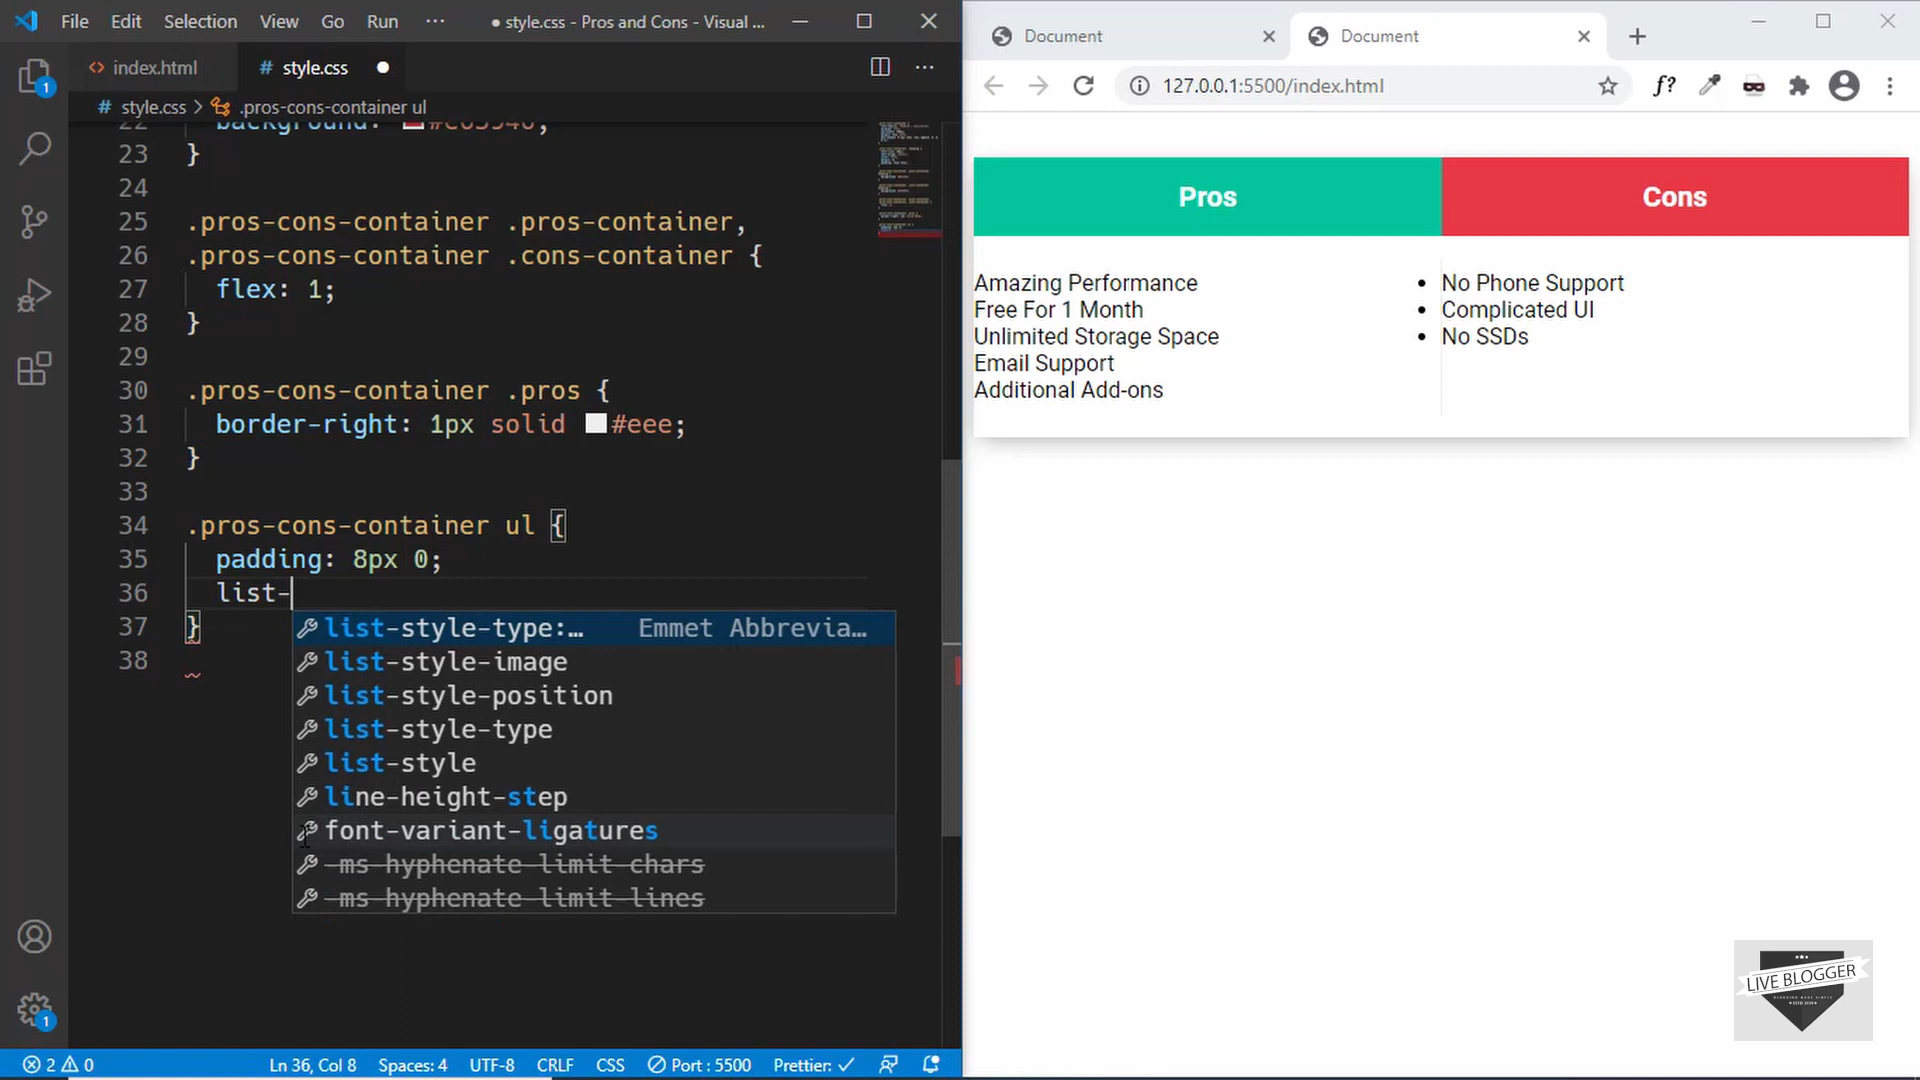 File Edit Selection View Go Run ··· ● style.css - Pros and Cons - Visual ...
index.html
style.css
style.css > .pros-cons-container ul
22 background:
23 }
24
25 .pros-cons-container .pros-container,
26 .pros-cons-container .cons-container {
27 flex: 1;
28 }
29
30 .pros-cons-container .pros {
31 border-right: 1px solid #eee;
32 }
33
34 .pros-cons-container ul {
35 padding: 8px 0;
36 list-
37 }
38
list-style-type:… Emmet Abbrevia…
list-style-image
list-style-position
list-style-type
list-style
line-height-step
font-variant-ligatures
-ms-hyphenate-limit-chars
-ms-hyphenate-limit-lines
1
1
2 0 Ln 36, Col 8 Spaces: 4 UTF-8 CRLF CSS Port : 5500 Prettier: ✓
Document
Document
127.0.0.1:5500/index.html
f?
Pros
Cons
Amazing Performance
Free For 1 Month
Unlimited Storage Space
Email Support
Additional Add-ons
• No Phone Support
• Complicated UI
• No SSDs
LIVE BLOGGER